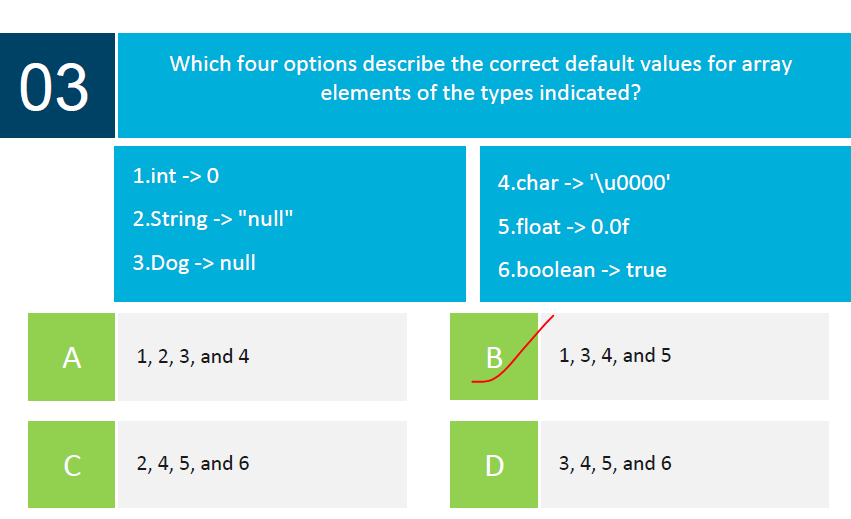 03
Which four options describe the correct default values for array
elements of the types indicated?
1.int -> 0
2.String -> "null"
3.Dog -> null
4.char -> '\u0000'
5.float -> 0.0f
6.boolean -> true
A
1, 2, 3, and 4
B
1, 3, 4, and 5
C
2, 4, 5, and 6
D
3, 4, 5, and 6